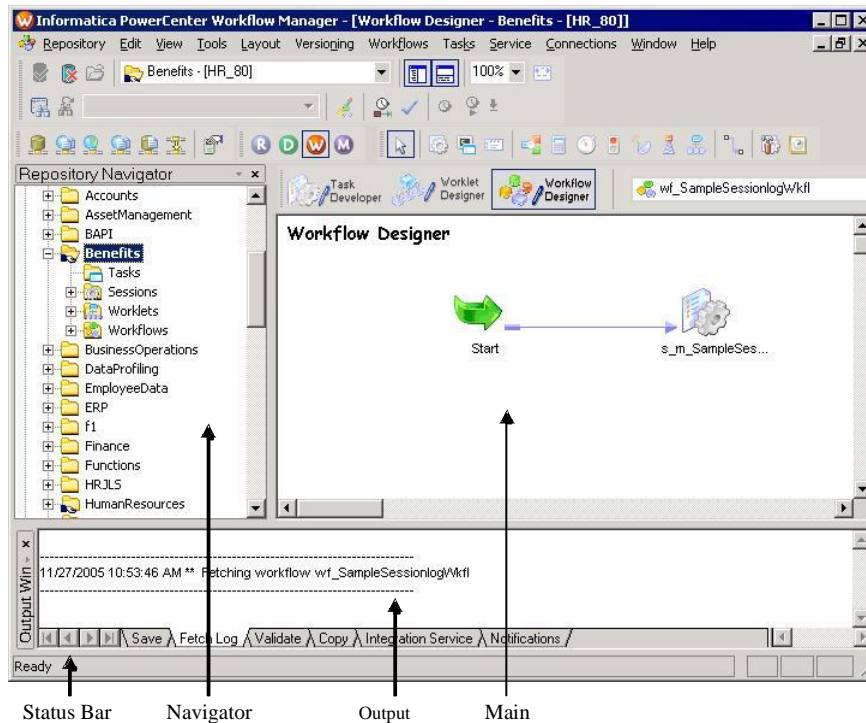 Informatica PowerCenter Workflow Manager - [Workflow Designer - Benefits - [HR_80]]
Repository Edit View Tools Layout Versioning Workflows Tasks Service Connections Window Help
Benefits - [HR_80] 100%
R D W M
Repository Navigator
Task Developer
Worklet Designer
Workflow Designer
wf_SampleSessionlogWkfl
Accounts
AssetManagement
BAPI
Benefits
Tasks
Sessions
Worklets
Workflows
BusinessOperations
DataProfiling
EmployeeData
ERP
f1
Finance
Functions
HRJLS
HumanResources
Workflow Designer
Start
s_m_SampleSes...
Output Win
11/27/2005 10:53:46 AM ** Fetching workflow wf_SampleSessionlogWkfl
Save Fetch Log Validate Copy Integration Service Notifications
Ready
Status Bar Navigator Output Main